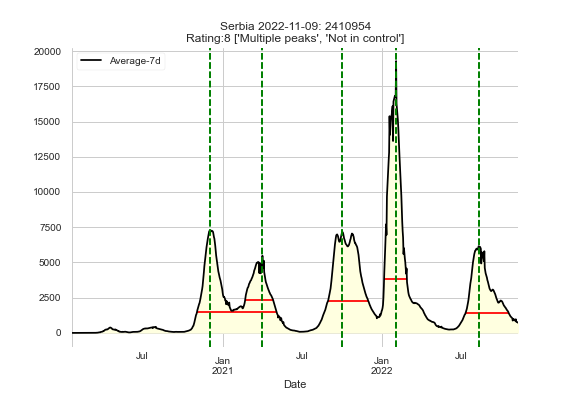 Serbia 2022-11-09: 2410954
Rating:8 ['Multiple peaks', 'Not in control']
Average-7d
20000
17500
15000
12500
10000
7500
5000
2500
0
Jul
Jan
2021
Jul
Jan
2022
Jul
Date